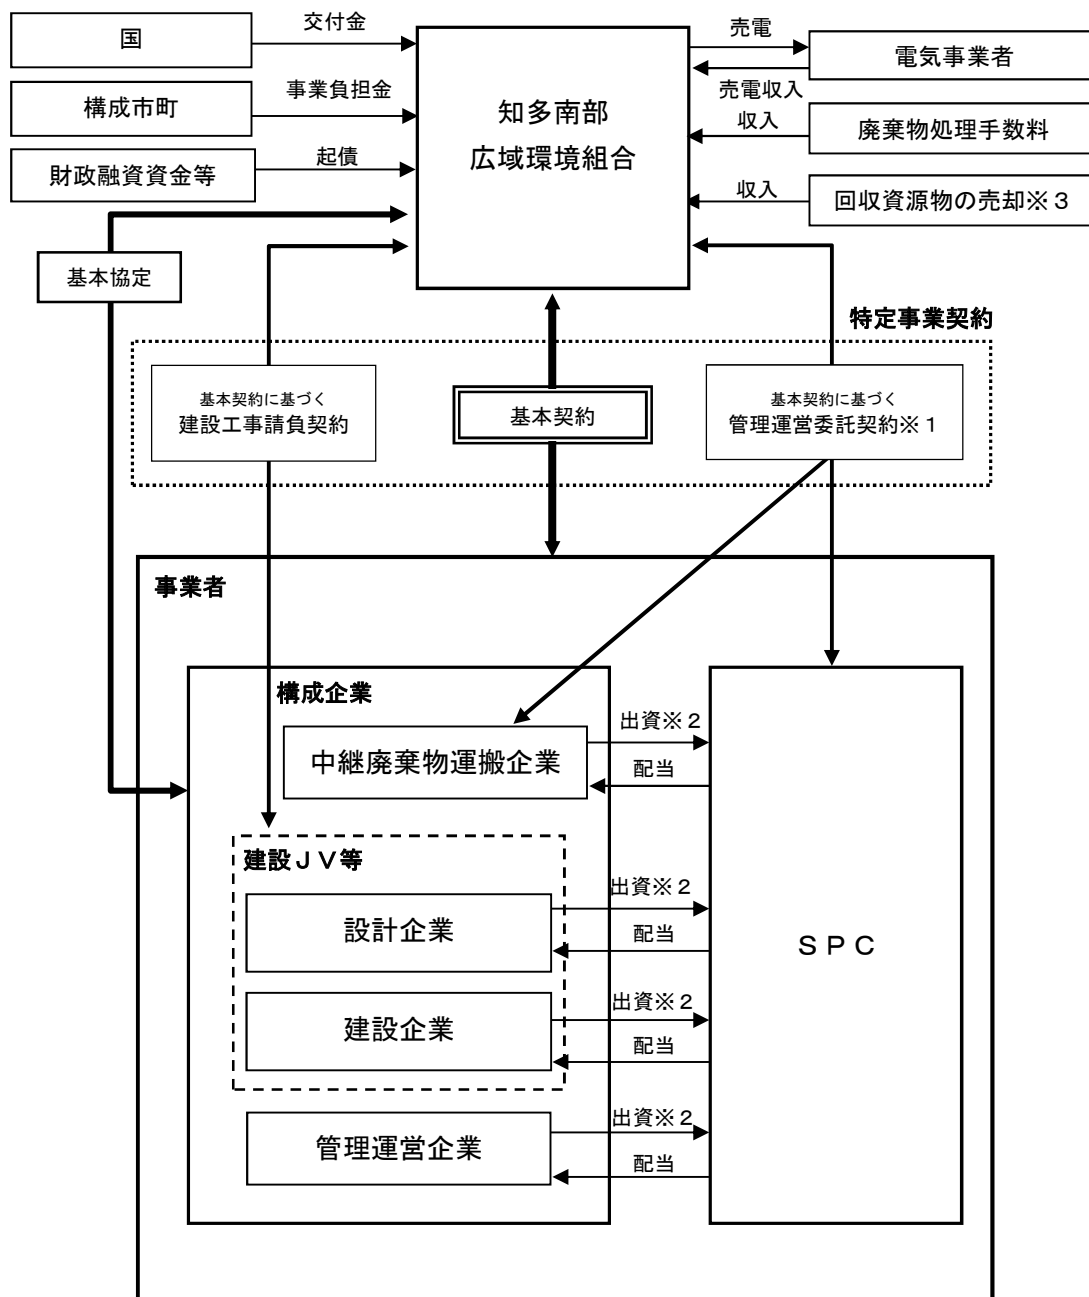 国
交付金
構成市町
事業負担金
財政融資資金等
起債
知多南部
広域環境組合
売電
電気事業者
売電収入
収入
廃棄物処理手数料
収入
回収資源物の売却※3
基本協定
特定事業契約
基本契約に基づく
建設工事請負契約
基本契約
基本契約に基づく
管理運営委託契約※1
事業者
構成企業
中継廃棄物運搬企業
出資※2
配当
建設JV等
設計企業
出資※2
配当
建設企業
出資※2
配当
管理運営企業
出資※2
配当
SPC